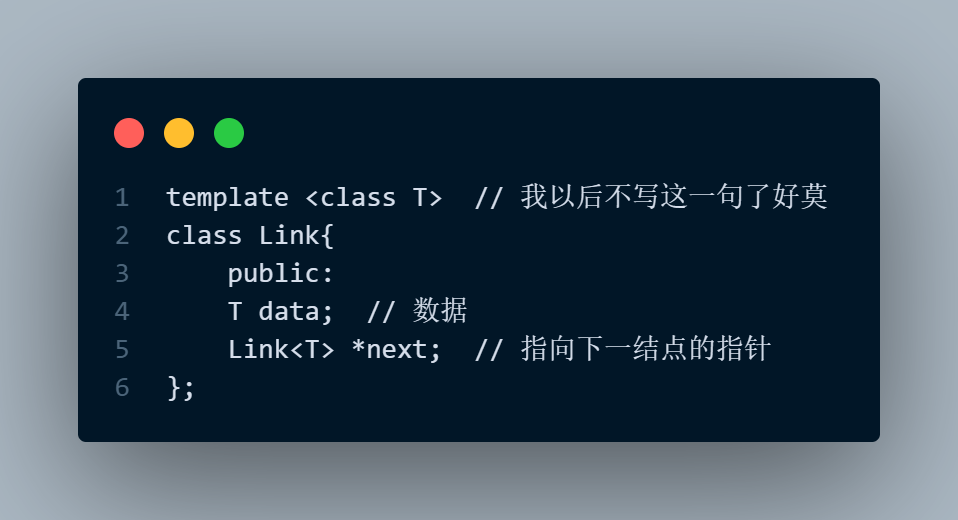 1 template <class T>  // 我以后不写这一句了好莫
2 class Link{
3     public:
4     T data;  // 数据
5     Link<T> *next;  // 指向下一结点的指针
6 };